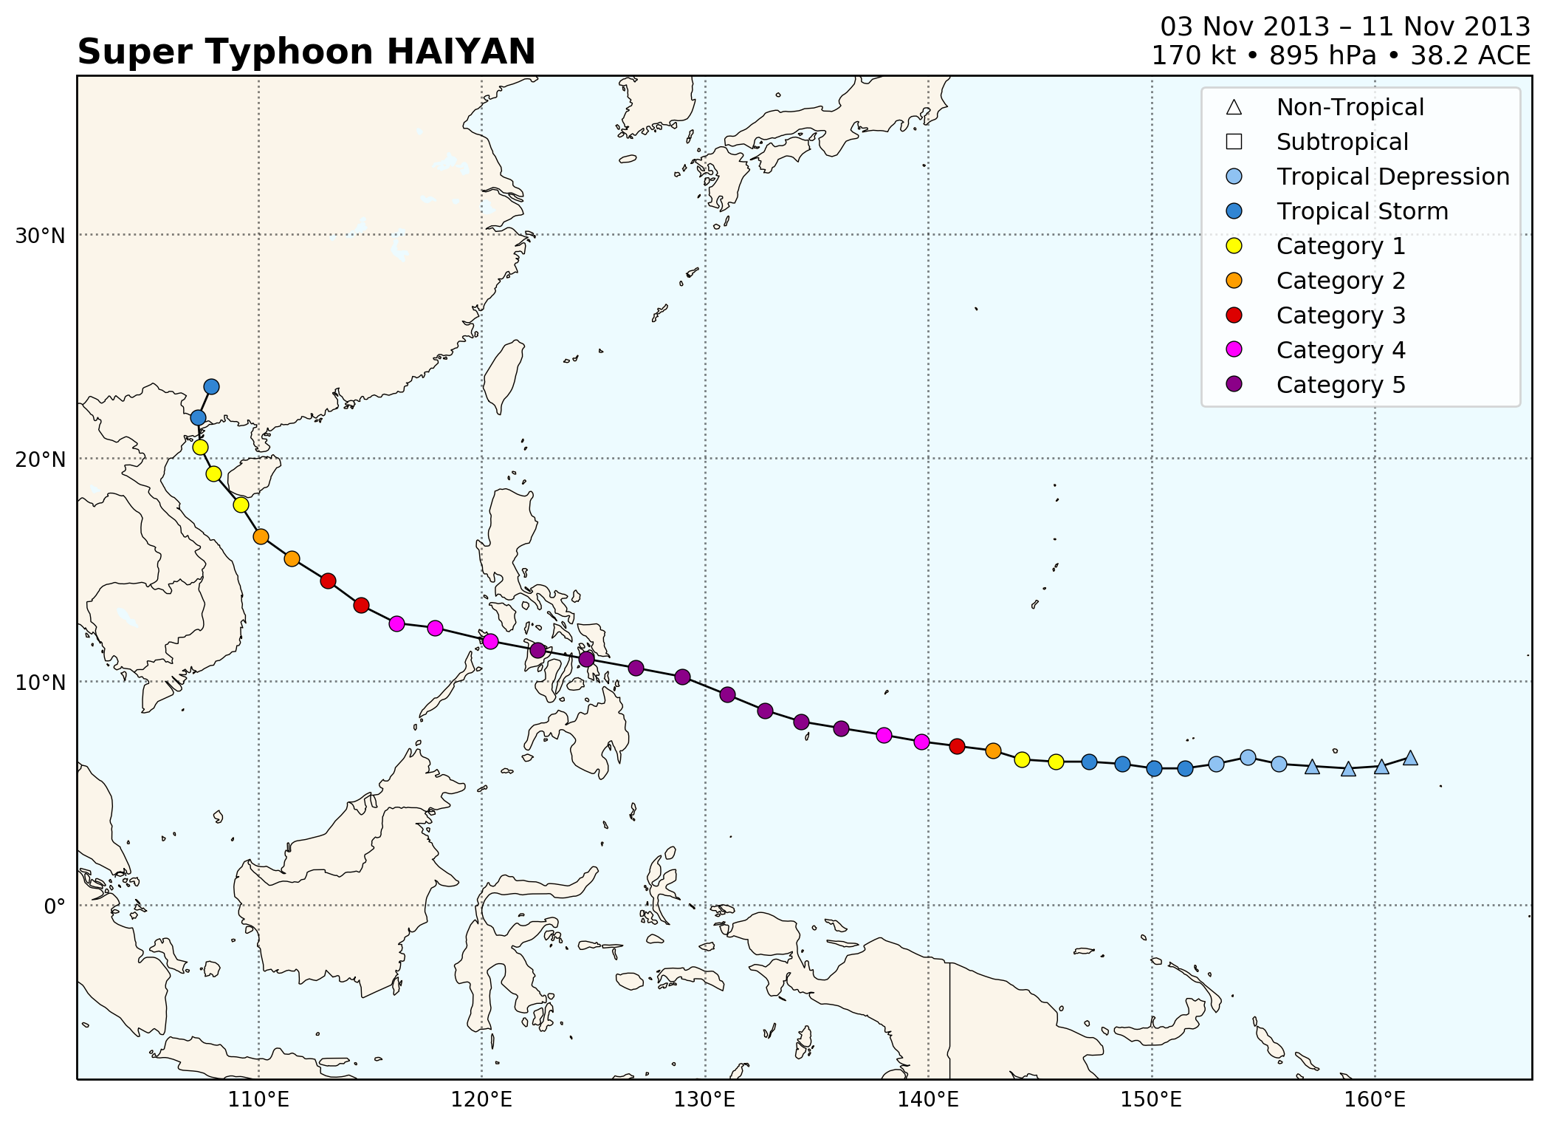 Super Typhoon HAIYAN
03 Nov 2013 – 11 Nov 2013
170 kt • 895 hPa • 38.2 ACE
Non-Tropical
Subtropical
Tropical Depression
Tropical Storm
Category 1
Category 2
Category 3
Category 4
Category 5
30°N
20°N
10°N
0°
110°E
120°E
130°E
140°E
150°E
160°E